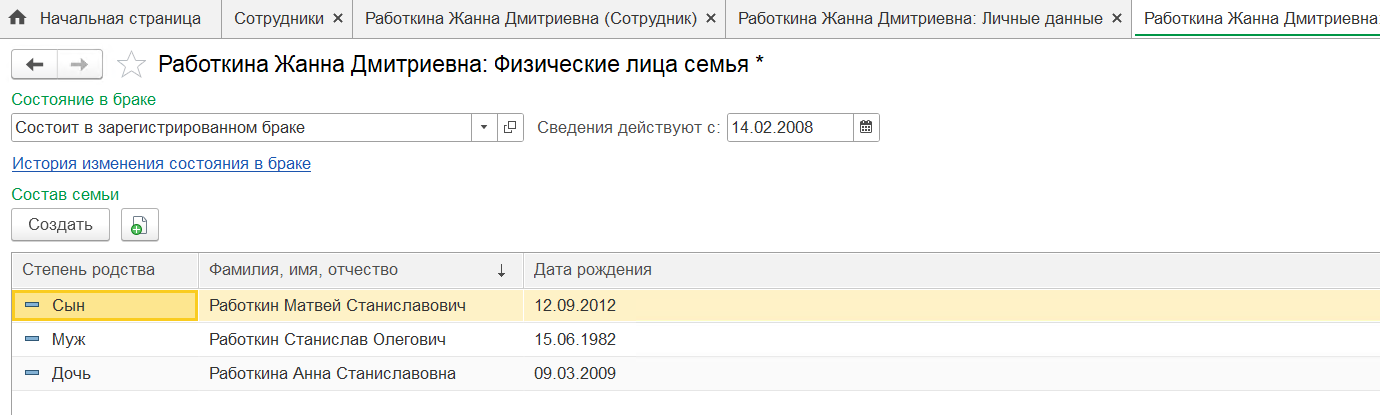 Начальная страница
Сотрудники ×
Работкина Жанна Дмитриевна (Сотрудник) ×
Работкина Жанна Дмитриевна: Личные данные ×
Работкина Жанна Дмитриевна
Работкина Жанна Дмитриевна: Физические лица семья *
Состояние в браке
Состоит в зарегистрированном браке Сведения действуют с: 14.02.2008
История изменения состояния в браке
Состав семьи
Создать
Степень родства Фамилия, имя, отчество ↓ Дата рождения
Сын Работкин Матвей Станиславович 12.09.2012
Муж Работкин Станислав Олегович 15.06.1982
Дочь Работкина Анна Станиславовна 09.03.2009